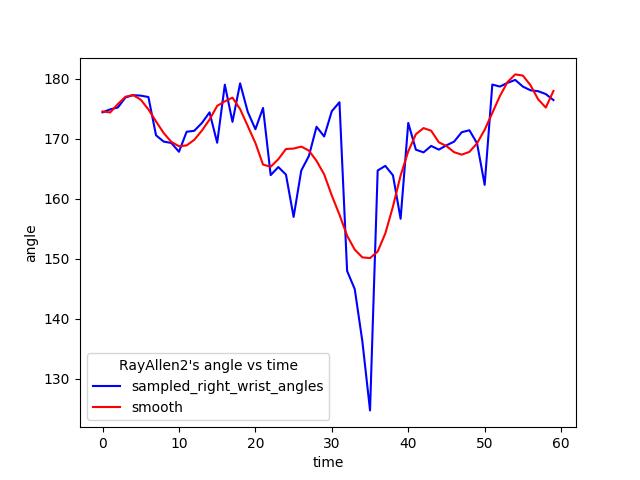 180
170
160
150
140
130
angle
RayAllen2's angle vs time
sampled_right_wrist_angles
smooth
0 10 20 30 40 50 60
time